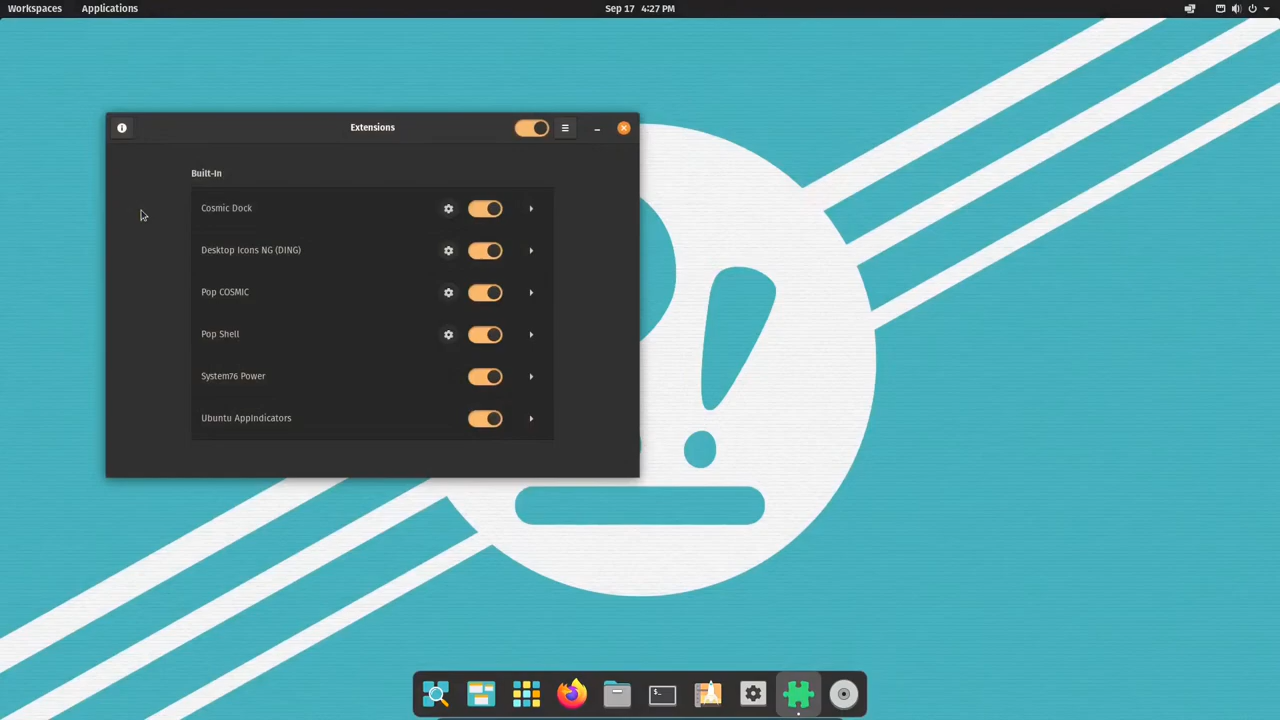 Workspaces Applications Sep 17 4:27 PM
Extensions
Built-In
Cosmic Dock
Desktop Icons NG (DING)
Pop COSMIC
Pop Shell
System76 Power
Ubuntu AppIndicators